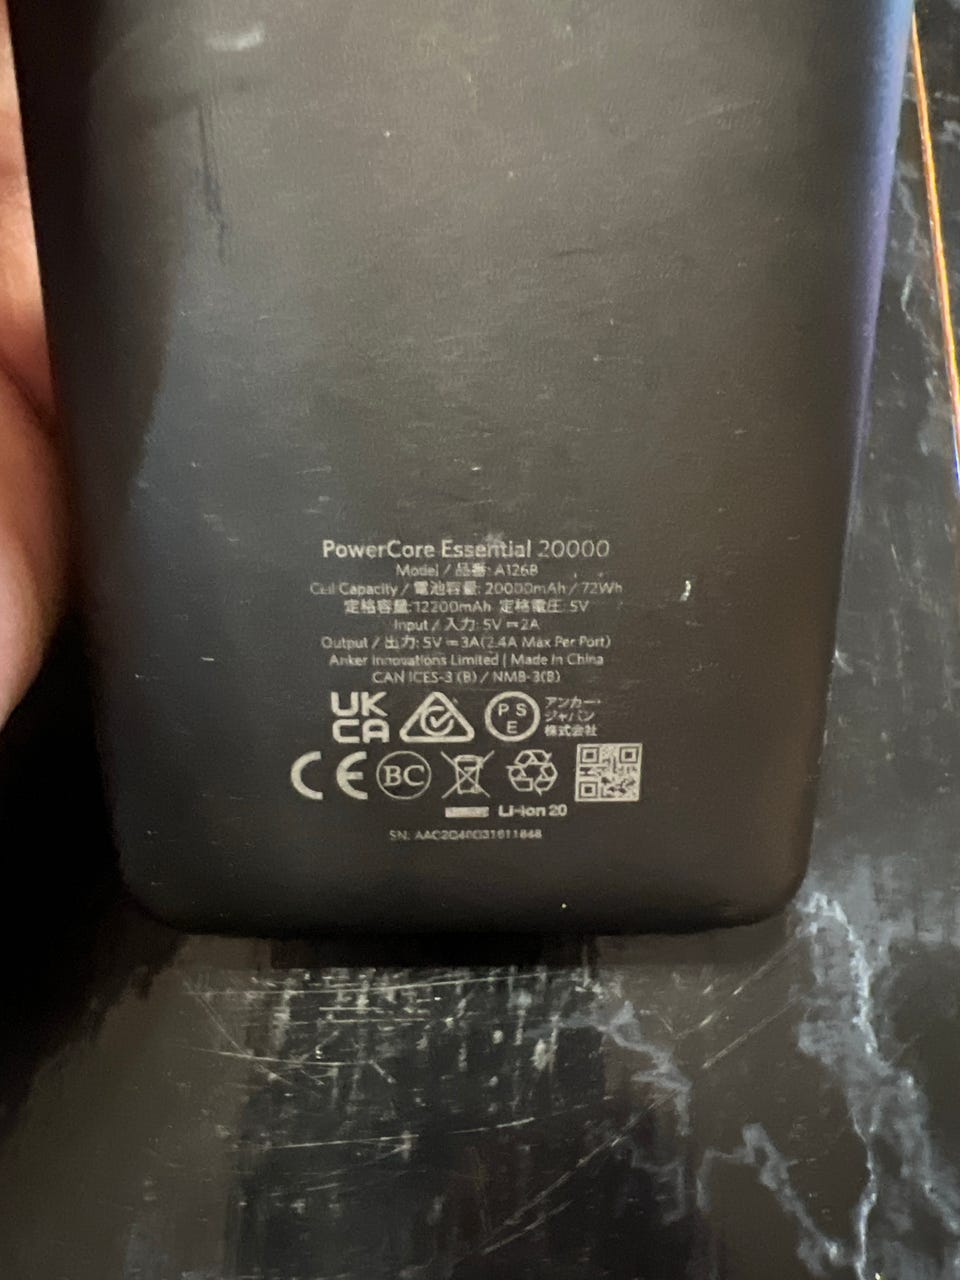 PowerCore Essential 20000
Model / 品番: A1268
Cell Capacity / 電池容量: 20000mAh / 72Wh
定格容量:12200mAh 定格電圧: 5V
Input / 入力: 5V⎓2A
Output / 出力: 5V⎓3A(2.4A Max Per Port)
Anker Innovations Limited | Made In China
CAN ICES-3 (B) / NMB-3(B)
UK
CA
PS
E
アンカー・
ジャパン
株式会社
CE
BC
Li-ion 20
SN: